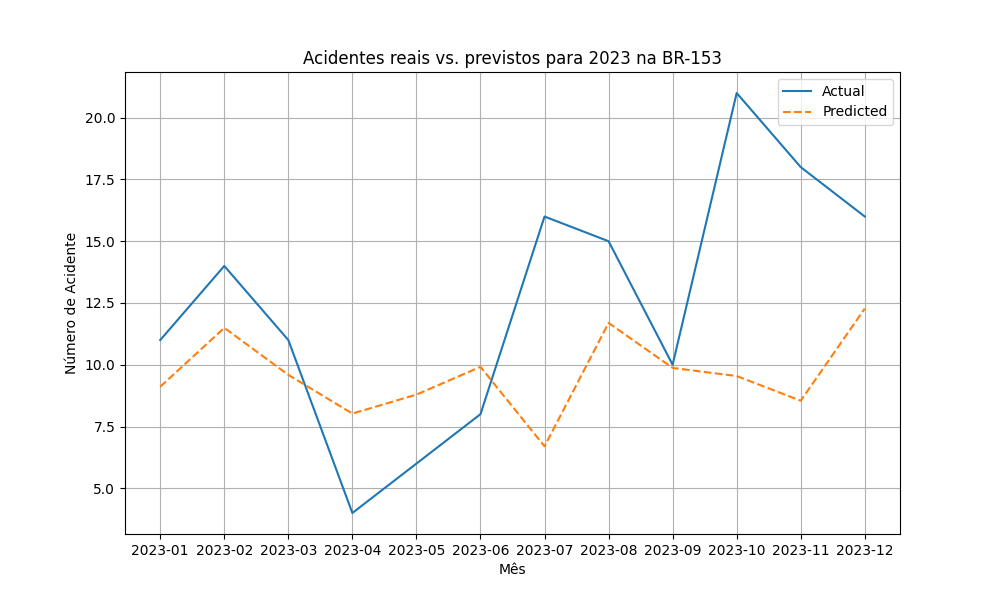 Acidentes reais vs. previstos para 2023 na BR-153
Actual
Predicted
Número de Acidente
20.0
17.5
15.0
12.5
10.0
7.5
5.0
2023-01 2023-02 2023-03 2023-04 2023-05 2023-06 2023-07 2023-08 2023-09 2023-10 2023-11 2023-12
Mês